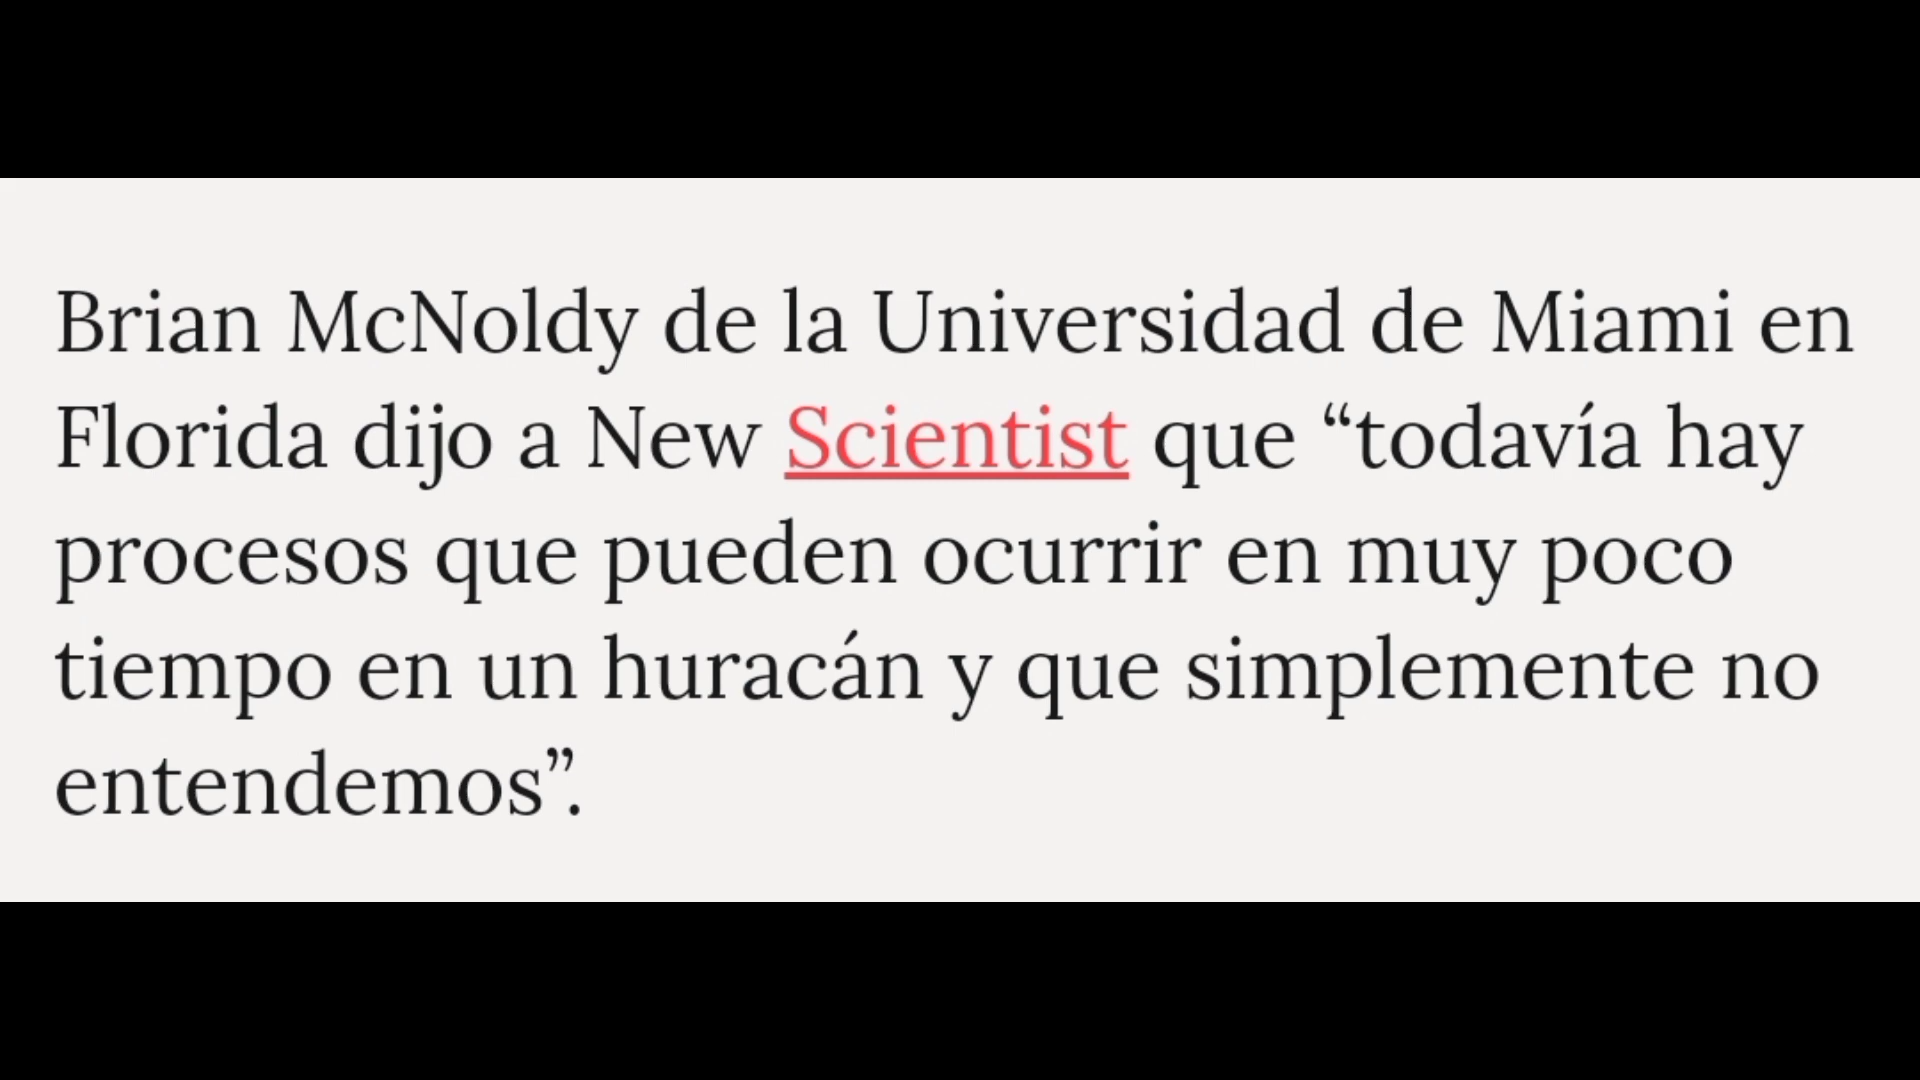 Brian McNoldy de la Universidad de Miami en
Florida dijo a New Scientist que “todavía hay
procesos que pueden ocurrir en muy poco
tiempo en un huracán y que simplemente no
entendemos”.